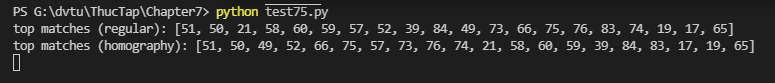 PS G:\dvtu\ThucTap\Chapter7> python test75.py
top matches (regular): [51, 50, 21, 58, 60, 59, 57, 52, 39, 84, 49, 73, 66, 75, 76, 83, 74, 19, 17, 65]
top matches (homography): [51, 50, 49, 52, 66, 75, 57, 73, 76, 74, 21, 58, 60, 59, 39, 84, 83, 17, 19, 65]